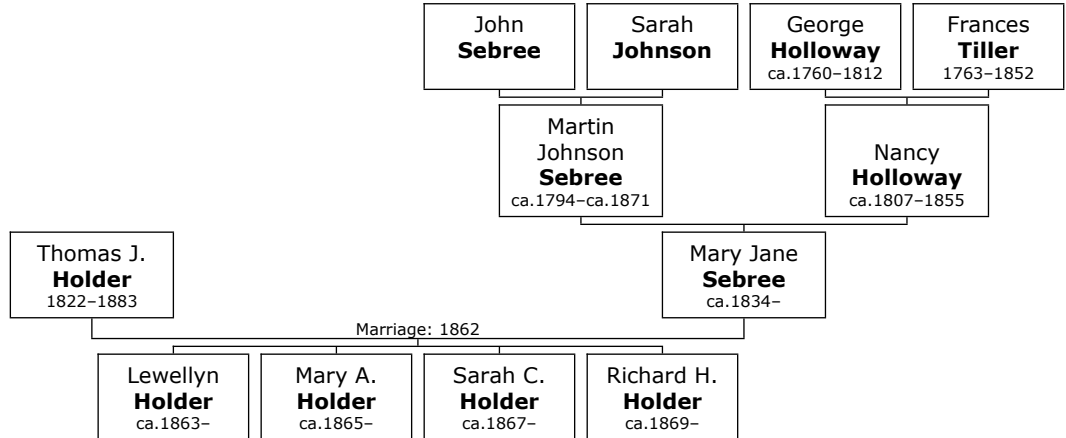 John
Sebree
Sarah
Johnson
George
Holloway
ca.1760–1812
Frances
Tiller
1763–1852
Martin
Johnson
Sebree
ca.1794–ca.1871
Nancy
Holloway
ca.1807–1855
Thomas J.
Holder
1822–1883
Mary Jane
Sebree
ca.1834–
Marriage: 1862
Lewellyn
Holder
ca.1863–
Mary A.
Holder
ca.1865–
Sarah C.
Holder
ca.1867–
Richard H.
Holder
ca.1869–